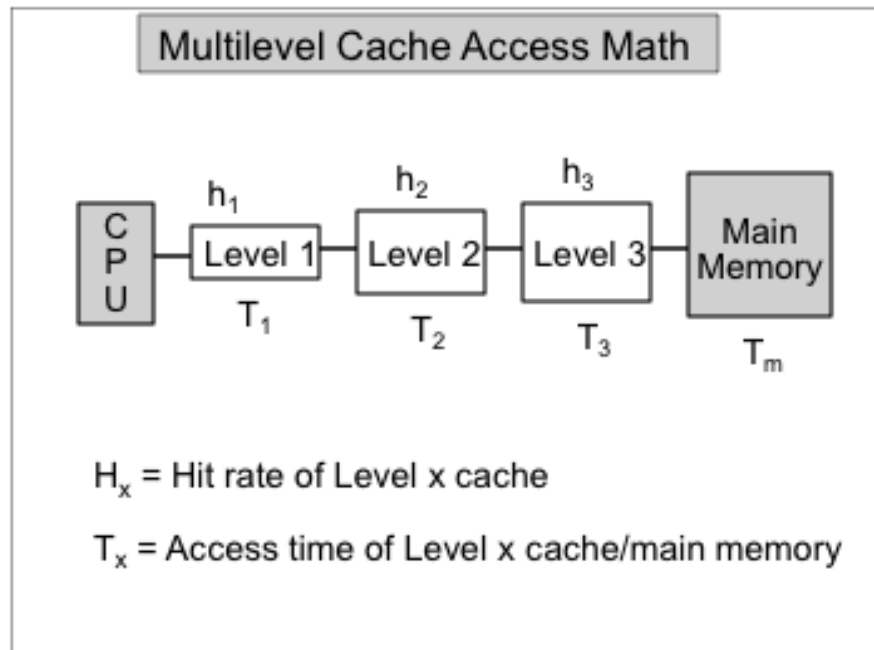 Multilevel Cache Access Math
h₁ h₂ h₃
C
P
U
Level 1 Level 2 Level 3
Main
Memory
T₁ T₂ T₃ Tₘ
Hₓ = Hit rate of Level x cache
Tₓ = Access time of Level x cache/main memory